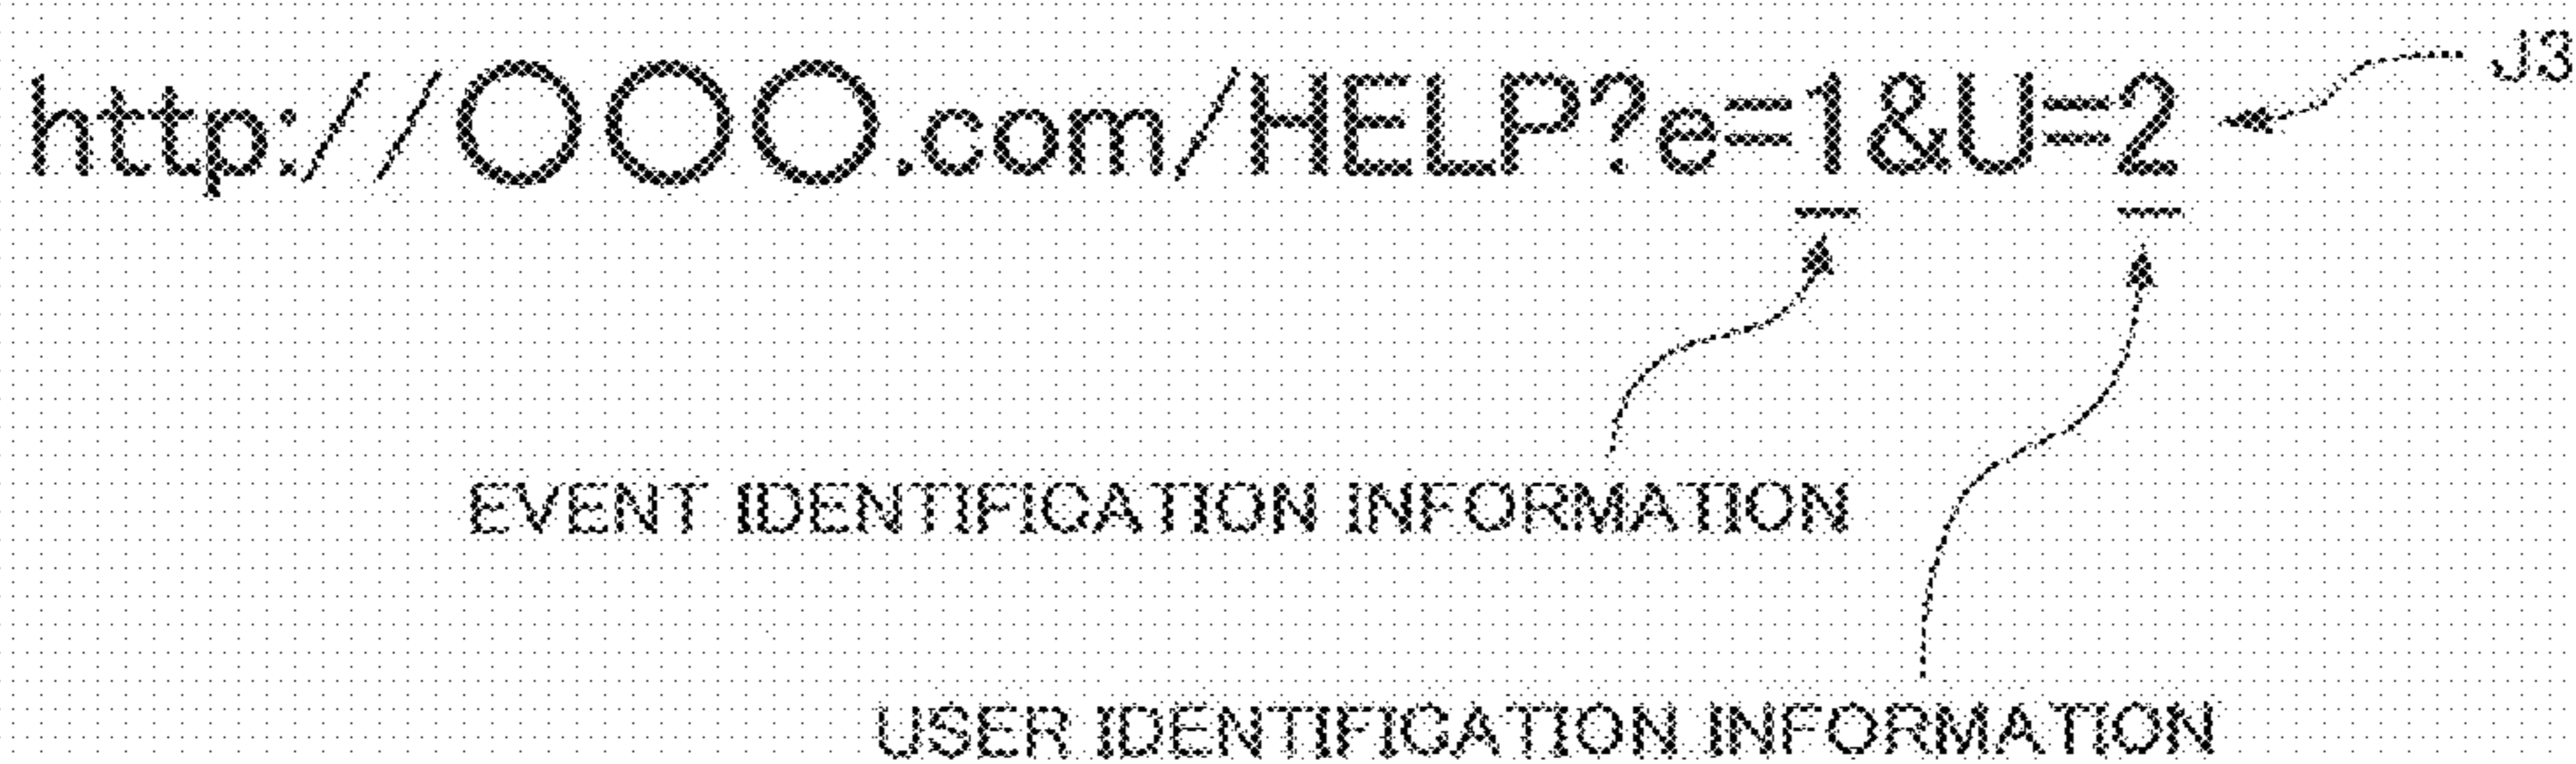 http://○○○.com/HELP?e=1&U=2 J3
EVENT IDENTIFICATION INFORMATION
USER IDENTIFICATION INFORMATION